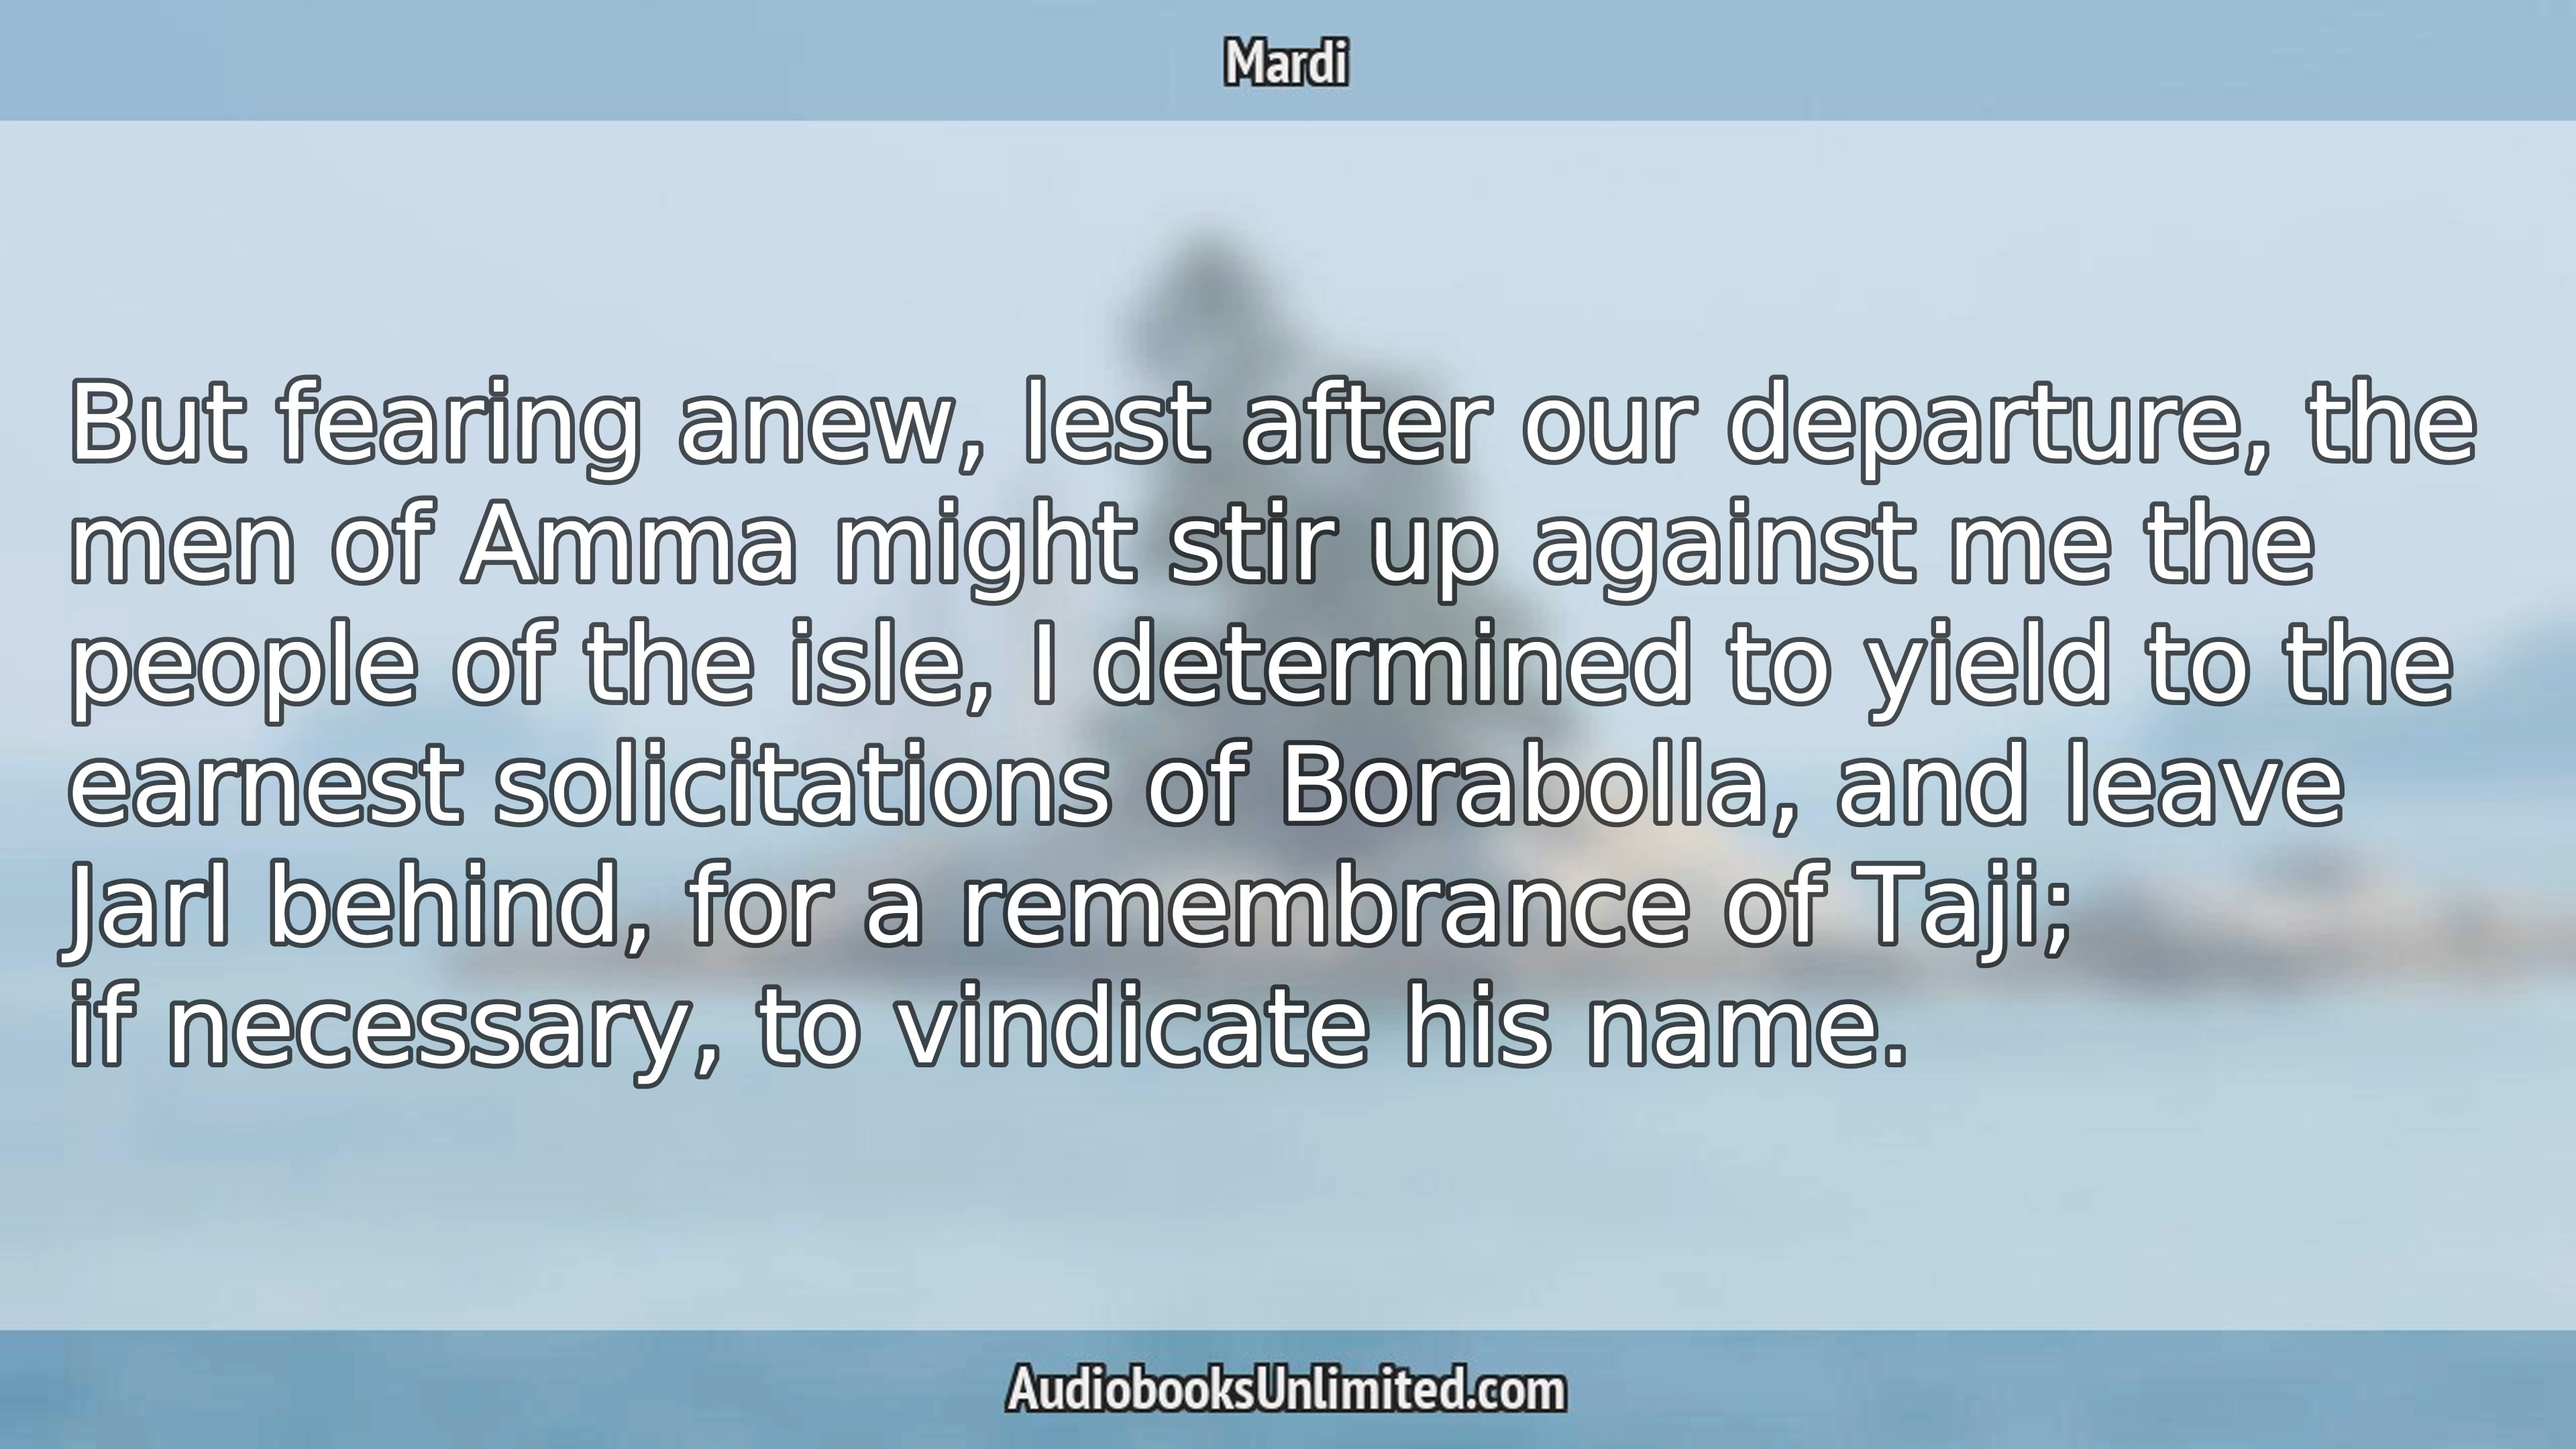 Mardi
But fearing anew, lest after our departure, the
men of Amma might stir up against me the
people of the isle, I determined to yield to the
earnest solicitations of Borabolla, and leave
Jarl behind, for a remembrance of Taji;
if necessary, to vindicate his name.
AudiobooksUnlimited.com